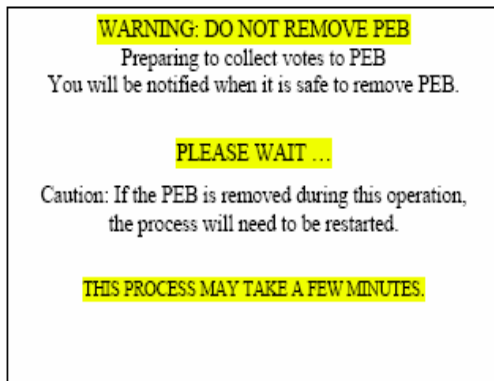 WARNING: DO NOT REMOVE PEB
Preparing to collect votes to PEB
You will be notified when it is safe to remove PEB.
PLEASE WAIT ...
Caution: If the PEB is removed during this operation,
the process will need to be restarted.
THIS PROCESS MAY TAKE A FEW MINUTES.